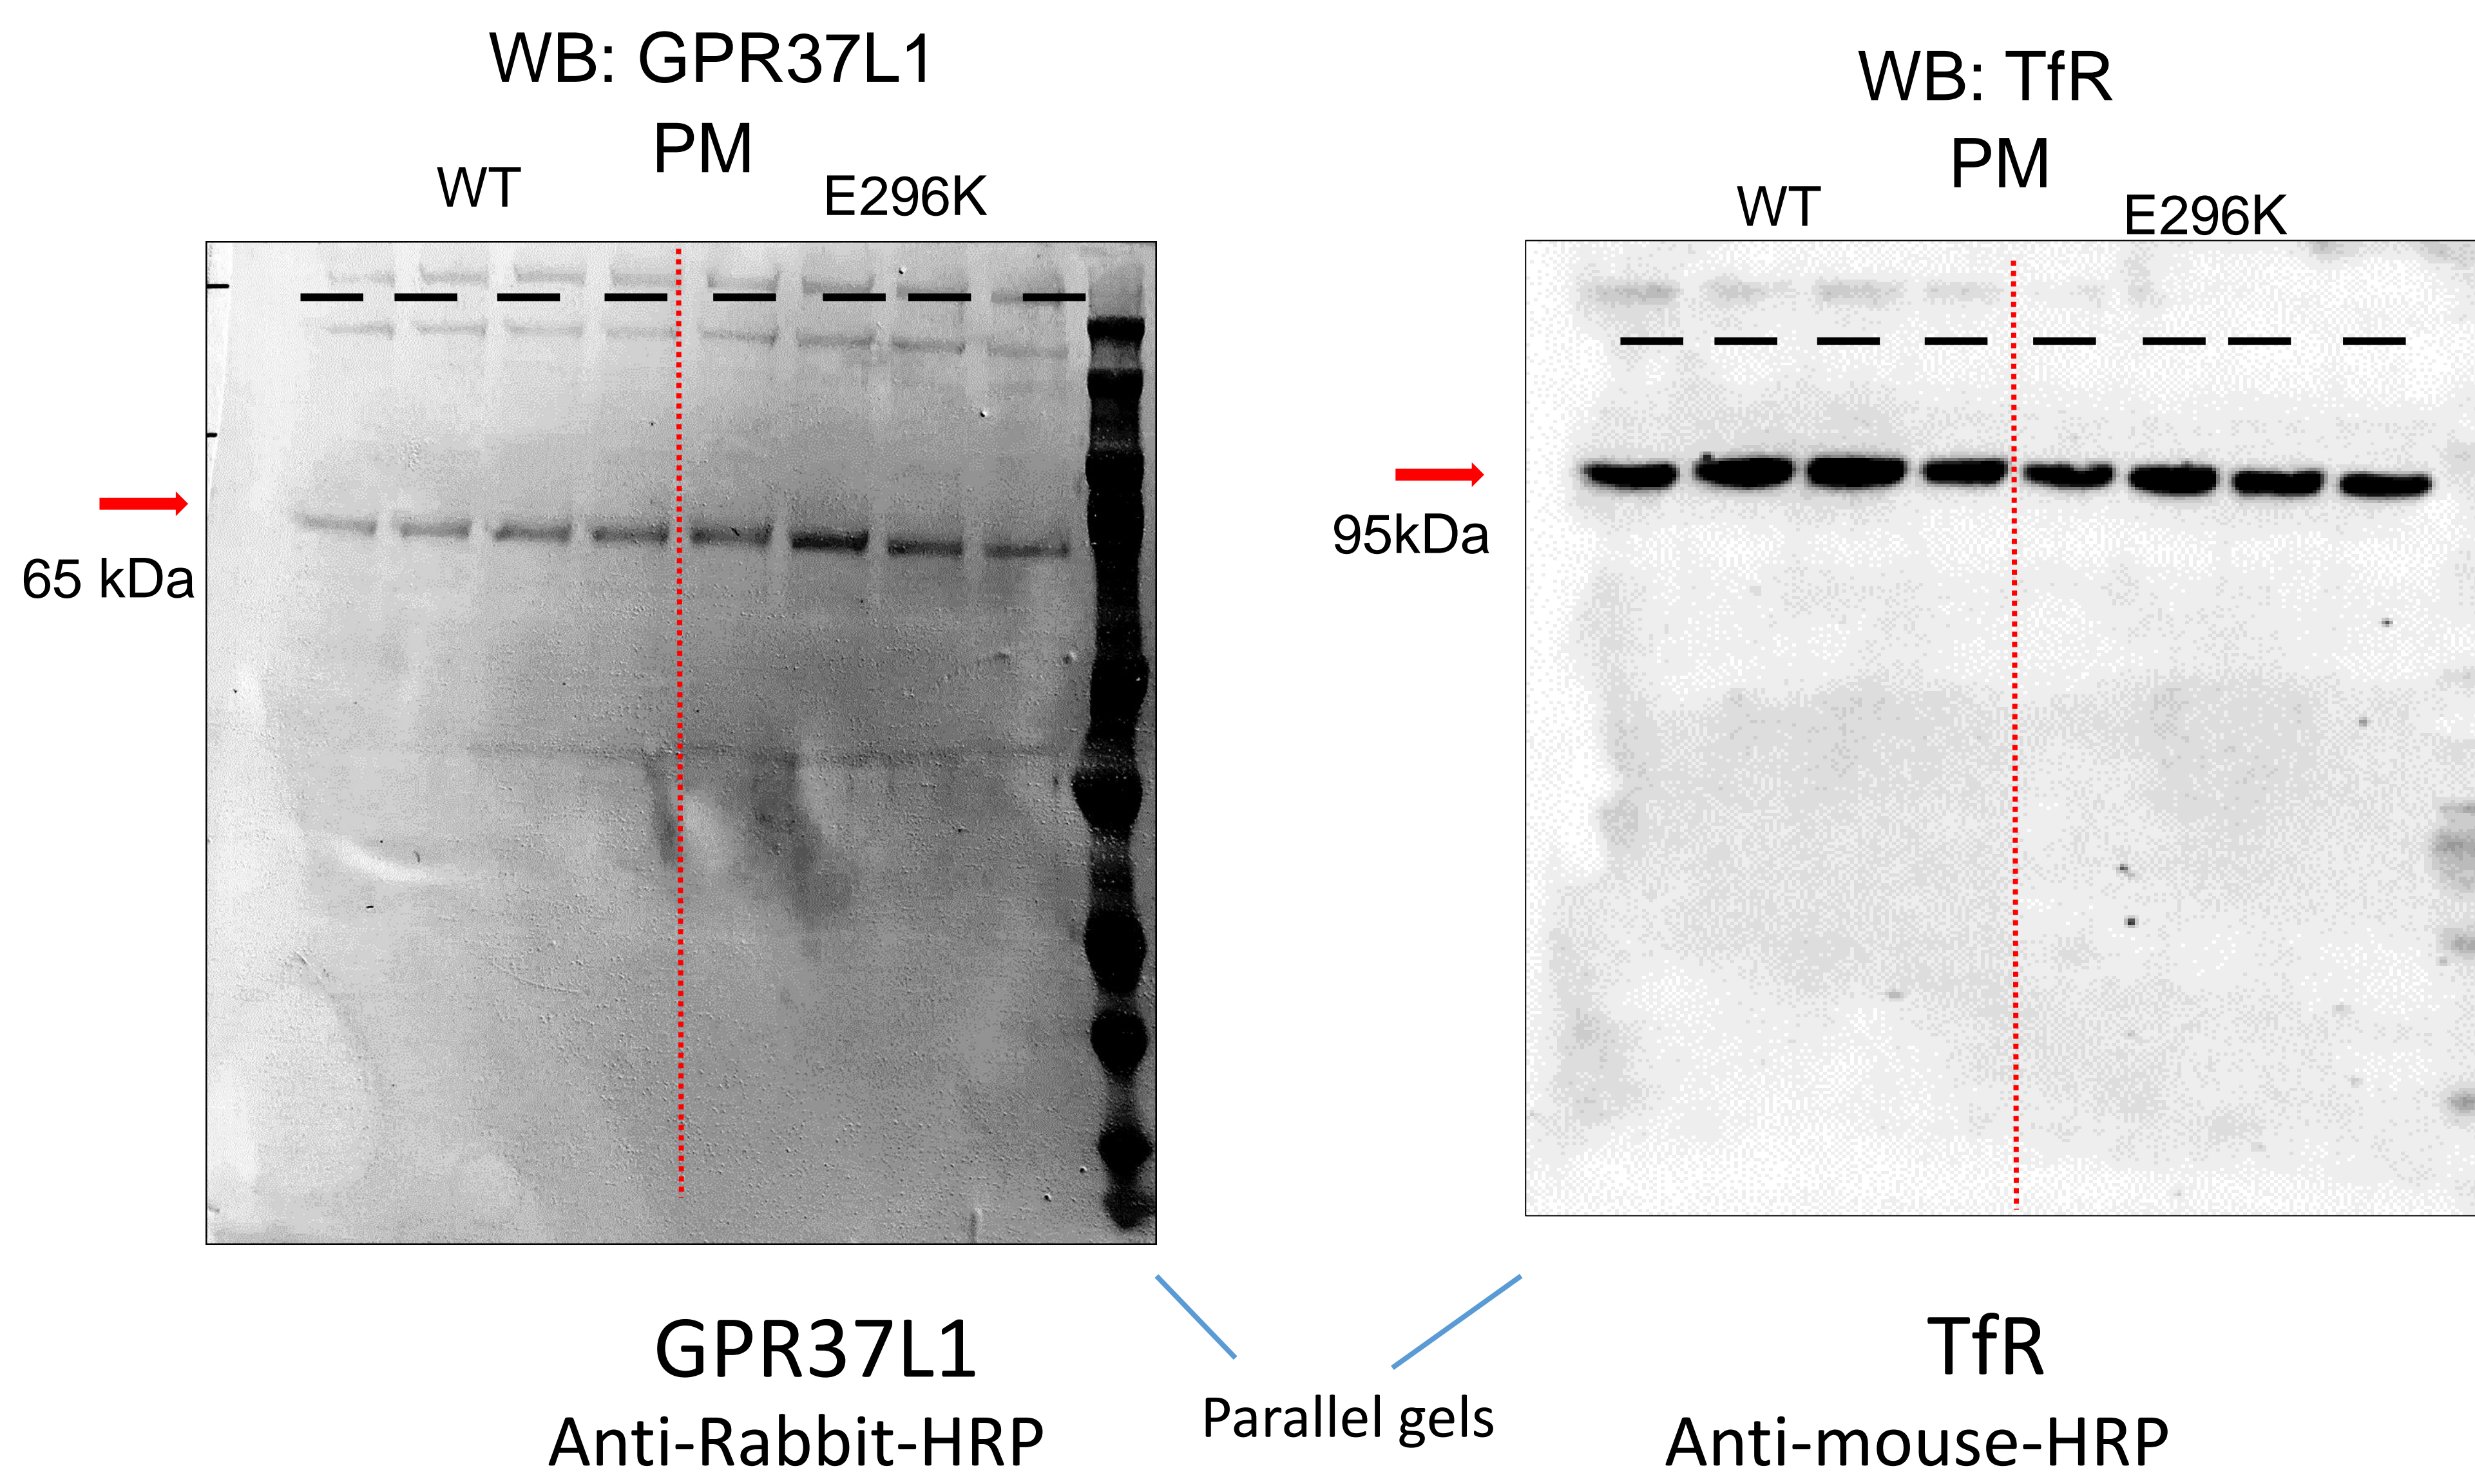 WB: GPR37L1
PM
WT
E296K
65 kDa
WB: TfR
PM
WT
E296K
95kDa
GPR37L1
Anti-Rabbit-HRP
Parallel gels
TfR
Anti-mouse-HRP